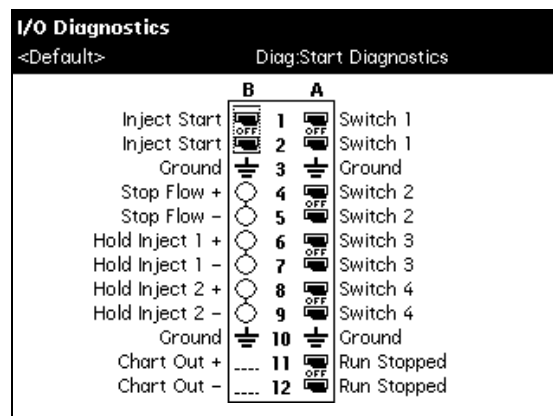 I/O Diagnostics
<Default> Diag:Start Diagnostics
B A
Inject Start 1 Switch 1
OFF OFF
Inject Start 2 Switch 1
Ground 3 Ground
Stop Flow + 4 Switch 2
OFF
Stop Flow - 5 Switch 2
Hold Inject 1 + 6 Switch 3
OFF
Hold Inject 1 - 7 Switch 3
Hold Inject 2 + 8 Switch 4
OFF
Hold Inject 2 - 9 Switch 4
Ground 10 Ground
Chart Out + ---- 11 Run Stopped
OFF
Chart Out - ---- 12 Run Stopped